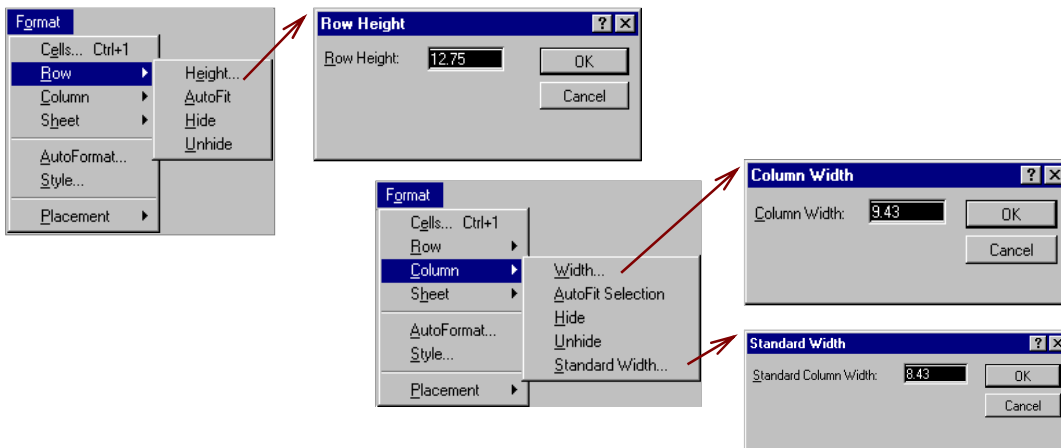 Format
Cells... Ctrl+1
Row
Column
Sheet
AutoFormat...
Style...
Placement
Height...
AutoFit
Hide
Unhide
Row Height
Row Height: 12.75
OK
Cancel
Format
Cells... Ctrl+1
Row
Column
Sheet
AutoFormat...
Style...
Placement
Width...
AutoFit Selection
Hide
Unhide
Standard Width...
Column Width
Column Width: 9.43
OK
Cancel
Standard Width
Standard Column Width: 8.43
OK
Cancel